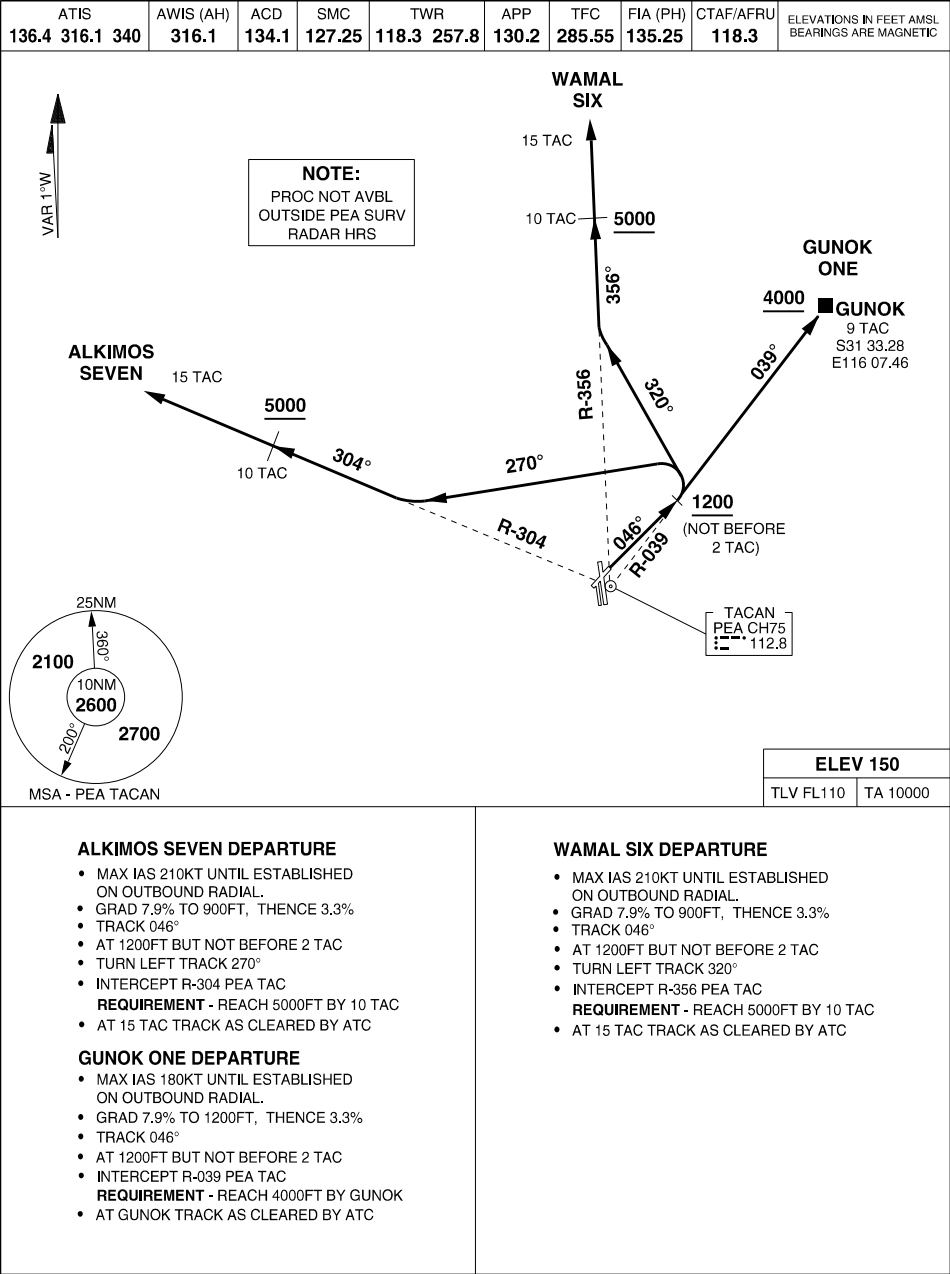 ATIS
136.4 316.1 340
AWIS (AH)
316.1
ACD
134.1
SMC
127.25
TWR
118.3 257.8
APP
130.2
TFC
285.55
FIA (PH)
135.25
CTAF/AFRU
118.3
ELEVATIONS IN FEET AMSL
BEARINGS ARE MAGNETIC
VAR 1°W
NOTE:
PROC NOT AVBL
OUTSIDE PEA SURV
RADAR HRS
WAMAL
SIX
15 TAC
10 TAC
5000
356°
R-356
320°
GUNOK
ONE
4000
GUNOK
9 TAC
S31 33.28
E116 07.46
039°
ALKIMOS
SEVEN
15 TAC
5000
10 TAC
304°
270°
R-304
046°
R-039
1200
(NOT BEFORE
2 TAC)
TACAN
PEA CH75
112.8
25NM
360°
2100
10NM
2600
2700
200°
MSA - PEA TACAN
ELEV 150
TLV FL110
TA 10000
ALKIMOS SEVEN DEPARTURE
• MAX IAS 210KT UNTIL ESTABLISHED
ON OUTBOUND RADIAL.
• GRAD 7.9% TO 900FT, THENCE 3.3%
• TRACK 046°
• AT 1200FT BUT NOT BEFORE 2 TAC
• TURN LEFT TRACK 270°
• INTERCEPT R-304 PEA TAC
REQUIREMENT - REACH 5000FT BY 10 TAC
• AT 15 TAC TRACK AS CLEARED BY ATC
GUNOK ONE DEPARTURE
• MAX IAS 180KT UNTIL ESTABLISHED
ON OUTBOUND RADIAL.
• GRAD 7.9% TO 1200FT, THENCE 3.3%
• TRACK 046°
• AT 1200FT BUT NOT BEFORE 2 TAC
• INTERCEPT R-039 PEA TAC
REQUIREMENT - REACH 4000FT BY GUNOK
• AT GUNOK TRACK AS CLEARED BY ATC
WAMAL SIX DEPARTURE
• MAX IAS 210KT UNTIL ESTABLISHED
ON OUTBOUND RADIAL.
• GRAD 7.9% TO 900FT, THENCE 3.3%
• TRACK 046°
• AT 1200FT BUT NOT BEFORE 2 TAC
• TURN LEFT TRACK 320°
• INTERCEPT R-356 PEA TAC
REQUIREMENT - REACH 5000FT BY 10 TAC
• AT 15 TAC TRACK AS CLEARED BY ATC